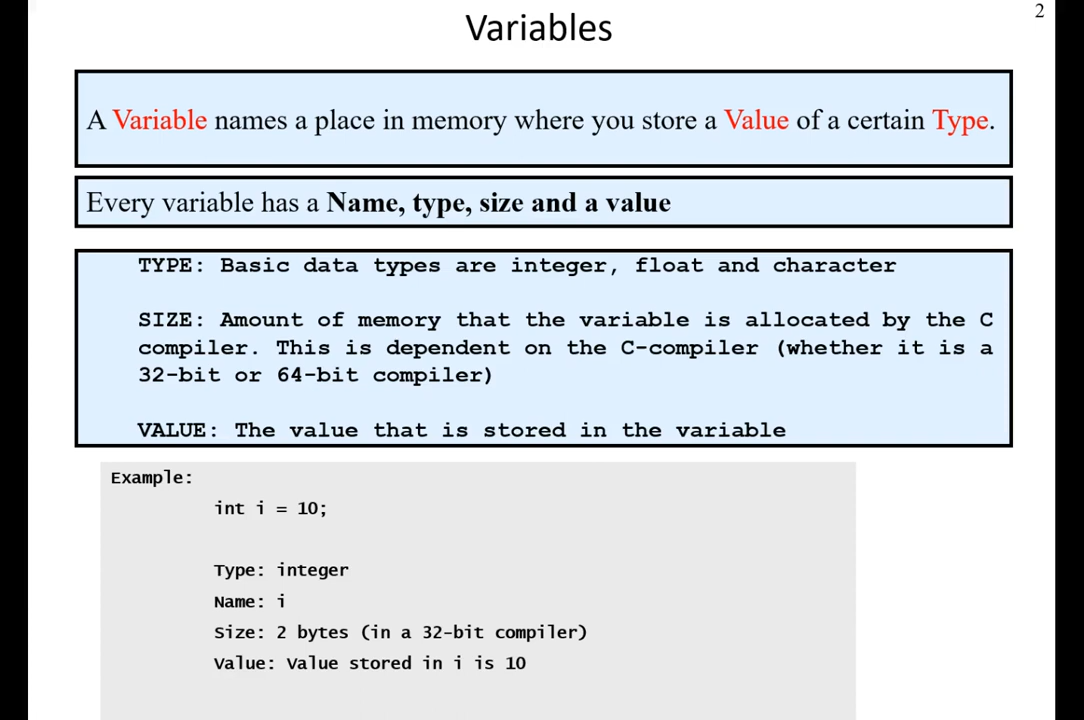 2
Variables
A Variable names a place in memory where you store a Value of a certain Type.
Every variable has a Name, type, size and a value
TYPE: Basic data types are integer, float and character
SIZE: Amount of memory that the variable is allocated by the C
compiler. This is dependent on the C-compiler (whether it is a
32-bit or 64-bit compiler)
VALUE: The value that is stored in the variable
Example:
int i = 10;
Type: integer
Name: i
Size: 2 bytes (in a 32-bit compiler)
Value: Value stored in i is 10